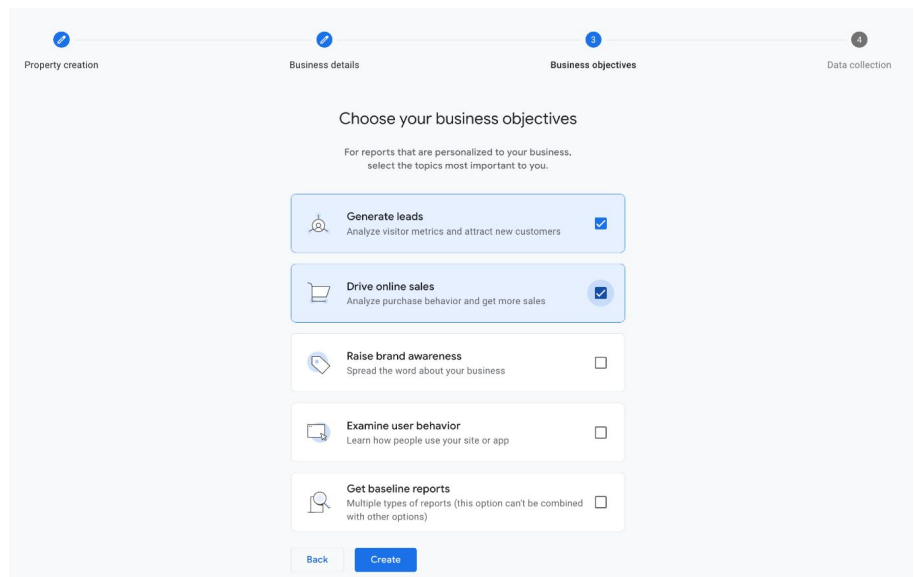 3
4
Property creation
Business details
Business objectives
Data collection
Choose your business objectives
For reports that are personalized to your business,
select the topics most important to you.
Generate leads
Analyze visitor metrics and attract new customers
Drive online sales
Analyze purchase behavior and get more sales
Raise brand awareness
Spread the word about your business
Examine user behavior
Learn how people use your site or app
Get baseline reports
Multiple types of reports (this option can't be combined
with other options)
Back
Create